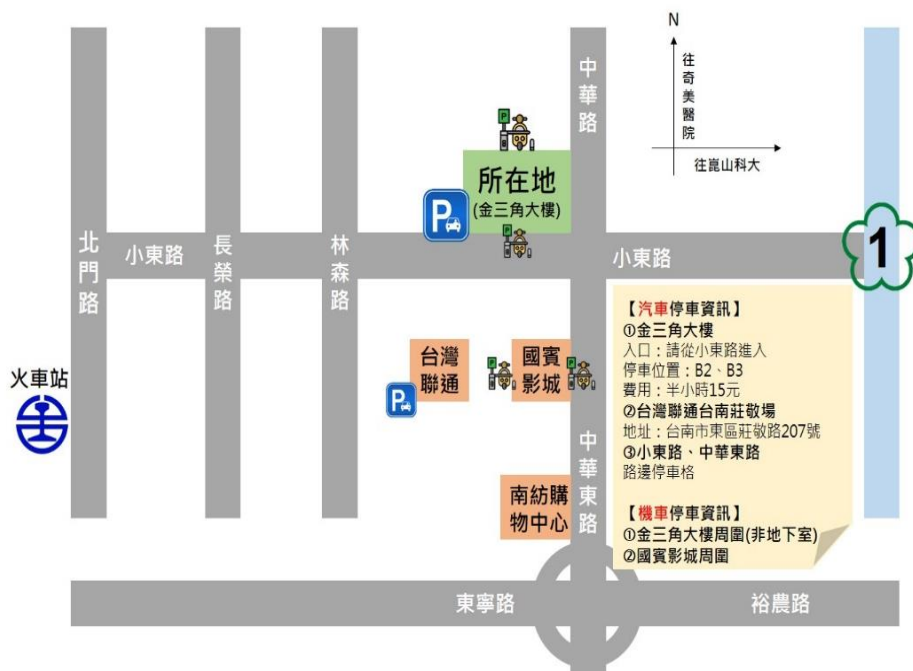 N
往奇美醫院
往崑山科大
中華路
P
所在地
(金三角大樓)
P
P
北門路
小東路
長榮路
林森路
小東路
1
火車站
台灣
聯通
P
P
國賓
影城
P
中華東路
南紡購
物中心
【汽車停車資訊】
①金三角大樓
入口：請從小東路進入
停車位置：B2、B3
費用：半小時15元
②台灣聯通台南莊敬場
地址：台南市東區莊敬路207號
③小東路、中華東路
路邊停車格
【機車停車資訊】
①金三角大樓周圍(非地下室)
②國賓影城周圍
東寧路
裕農路